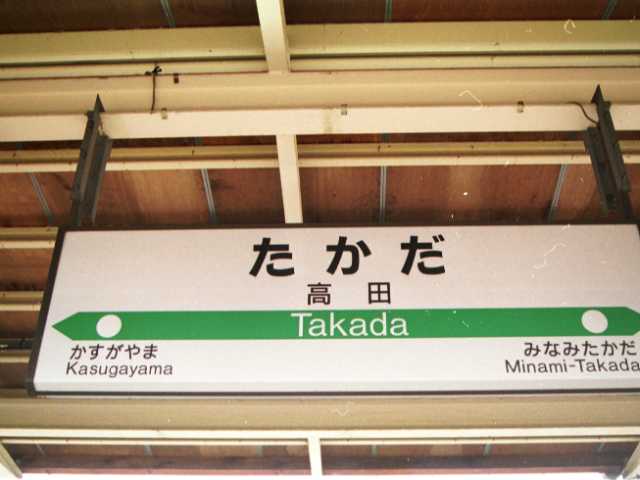 たかだ
高田
Takada
かすがやま
Kasugayama
みなみたかだ
Minami-Takada